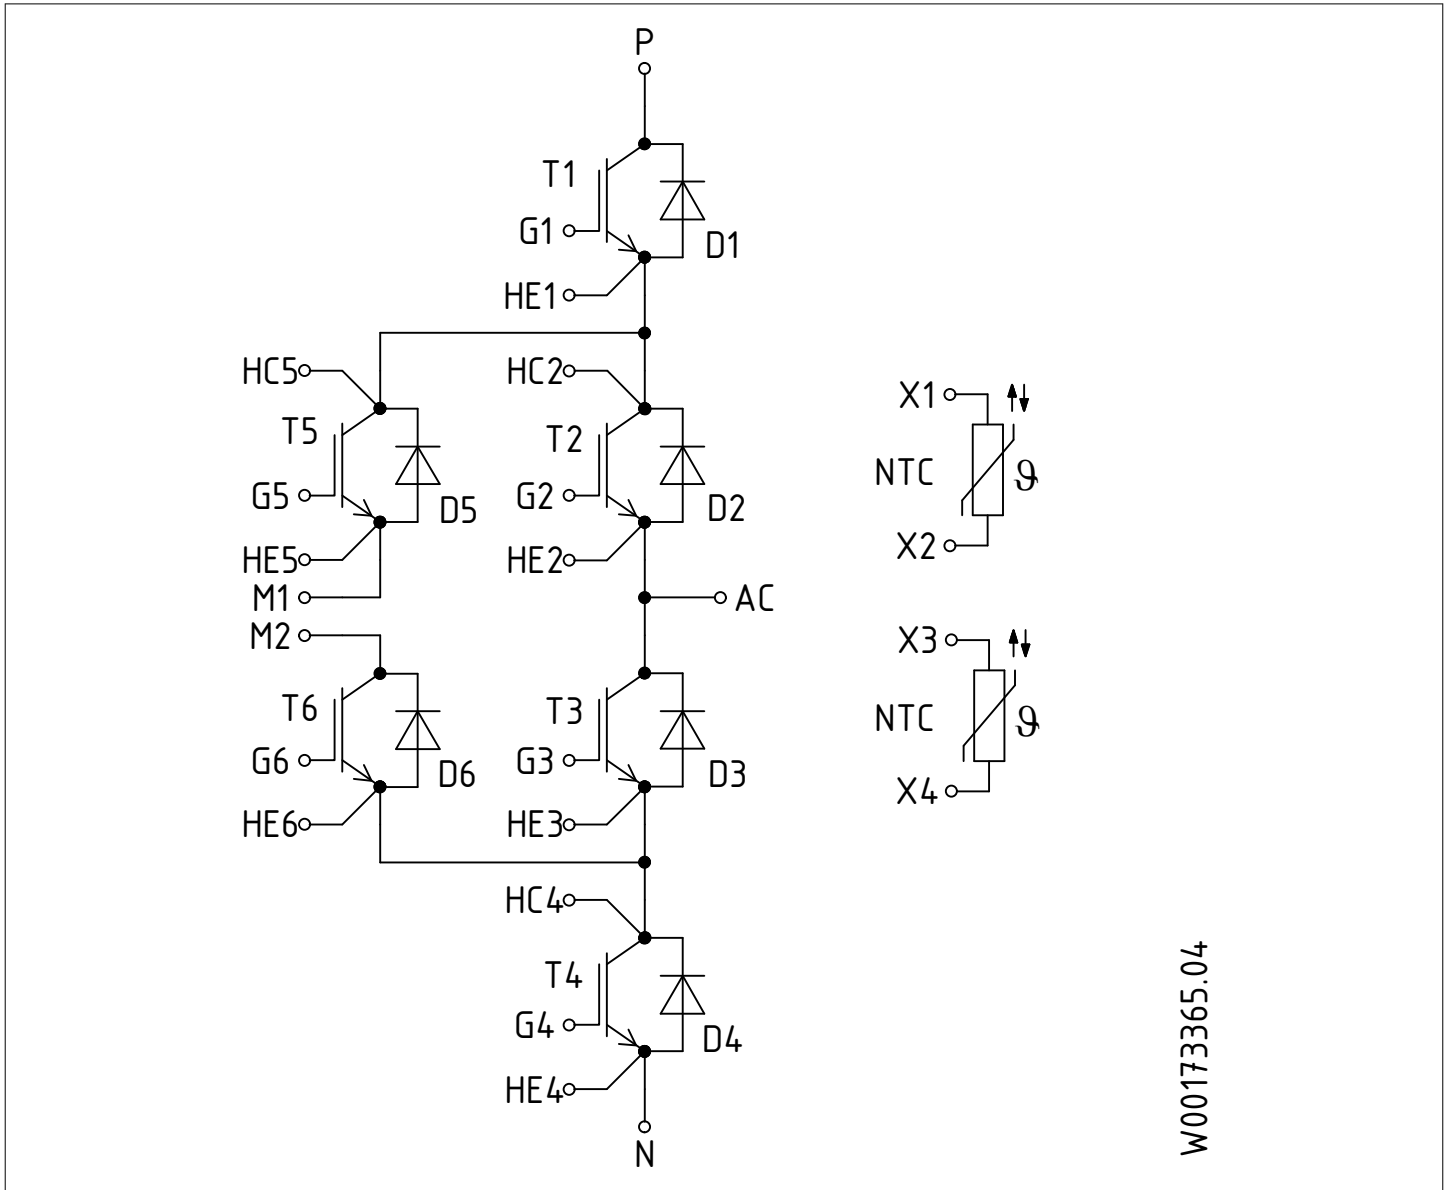 P
T1
G1
D1
HE1
HC5
HC2
X1
T5
T2
NTC
ϑ
G5
G2
D5
D2
X2
HE5
HE2
M1
AC
M2
X3
T6
T3
NTC
ϑ
G6
G3
D6
D3
X4
HE6
HE3
HC4
T4
G4
D4
HE4
N
W00173365.04